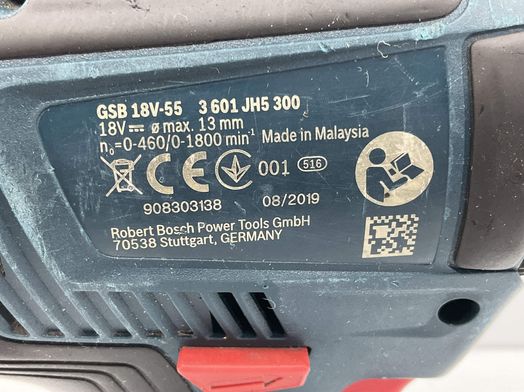 GSB 18V-55 3 601 JH5 300
18V ⎓ ø max. 13 mm
n₀=0-460/0-1800 min⁻¹ Made in Malaysia
CE 001 516
908303138 08/2019
Robert Bosch Power Tools GmbH
70538 Stuttgart, GERMANY